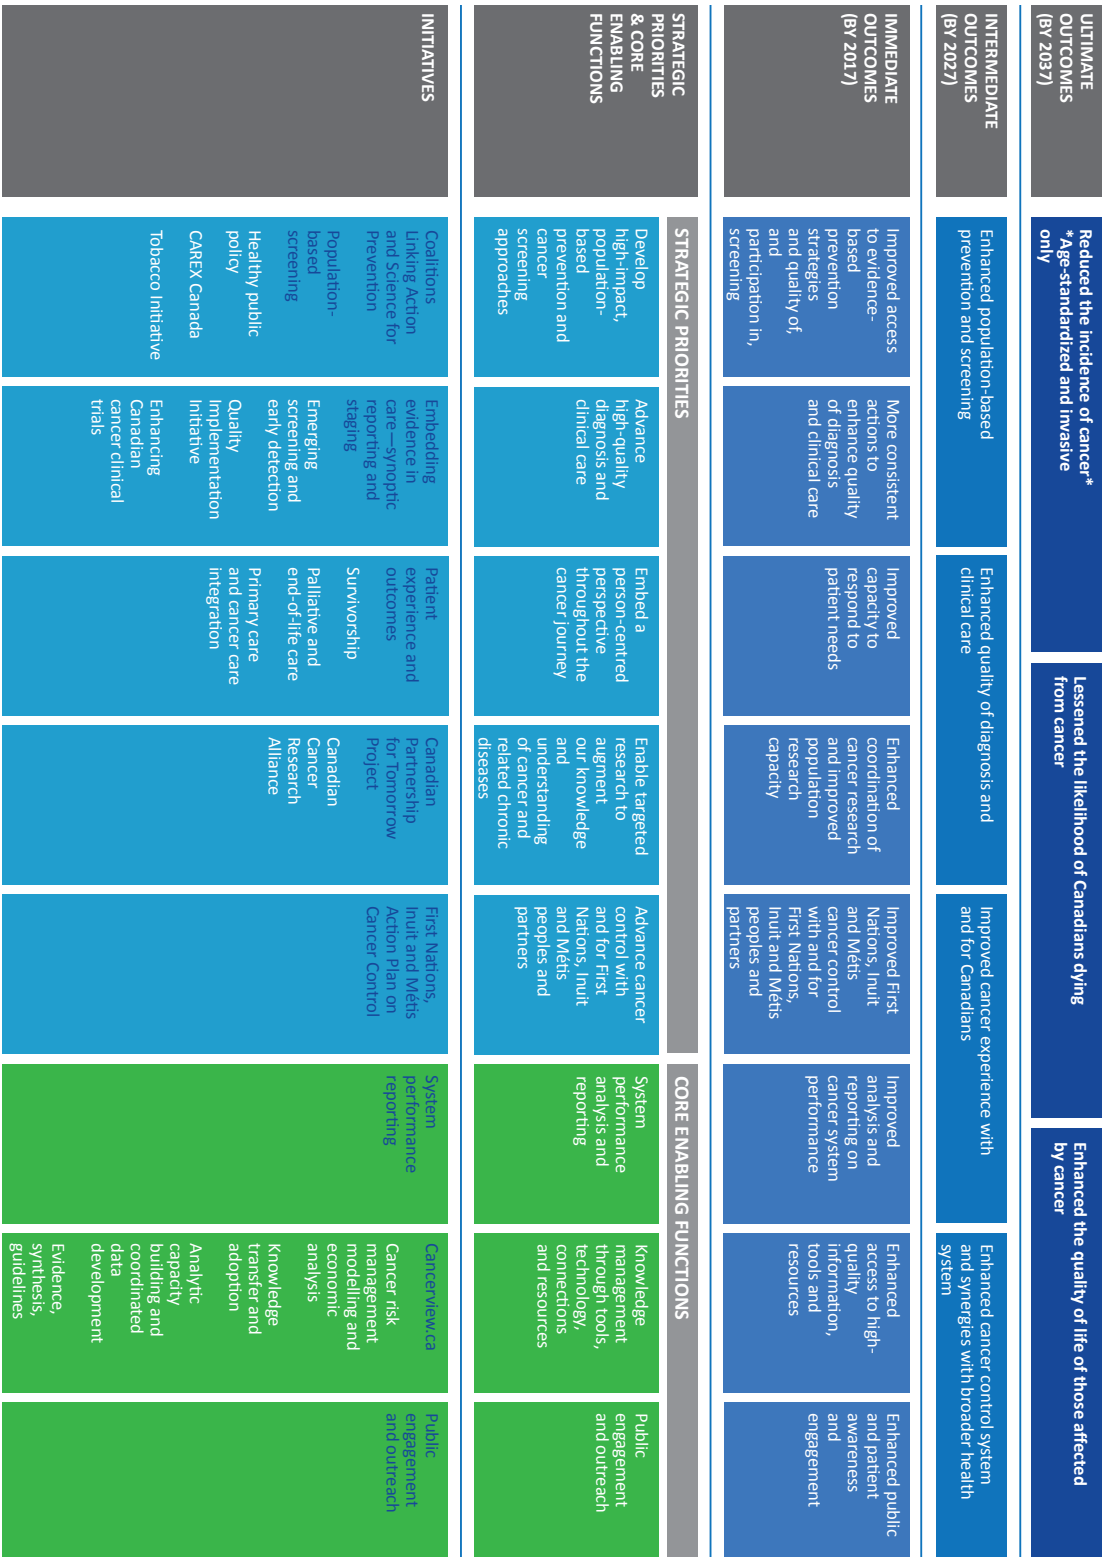 ULTIMATE
OUTCOMES
(BY 2037)
Reduced the incidence of cancer*
*Age-standardized and invasive
only
Lessened the likelihood of Canadians dying
from cancer
Enhanced the quality of life of those affected
by cancer
INTERMEDIATE
OUTCOMES
(BY 2027)
Enhanced population-based
prevention and screening
Enhanced quality of diagnosis and
clinical care
Improved cancer experience with
and for Canadians
Enhanced cancer control system
and synergies with broader health
system
IMMEDIATE
OUTCOMES
(BY 2017)
Improved access
to evidence-
based
prevention
strategies
and quality of,
and
participation in,
screening
More consistent
actions to
enhance quality
of diagnosis
and clinical care
Improved
capacity to
respond to
patient needs
Enhanced
coordination of
cancer research
and improved
population
research
capacity
Improved First
Nations, Inuit
and Métis
cancer control
with and for
First Nations,
Inuit and Métis
peoples and
partners
Improved
analysis and
reporting on
cancer system
performance
Enhanced
access to high-
quality
information,
tools and
resources
Enhanced public
and patient
awareness
and
engagement
STRATEGIC
PRIORITIES
& CORE
ENABLING
FUNCTIONS
STRATEGIC PRIORITIES
CORE ENABLING FUNCTIONS
Develop
high-impact,
population-
based
prevention and
cancer
screening
approaches
Advance
high-quality
diagnosis and
clinical care
Embed a
person-centred
perspective
throughout the
cancer journey
Enable targeted
research to
augment
our knowledge
and
understanding
of cancer and
related chronic
diseases
Advance cancer
control with
and for First
Nations, Inuit
and Métis
peoples and
partners
System
performance
analysis and
reporting
Knowledge
management
through tools,
technology,
connections
and resources
Public
engagement
and outreach
INITIATIVES
Coalitions
Linking Action
and Science for
Prevention
Population-
based
screening
Healthy public
policy
CAREX Canada
Tobacco Initiative
Embedding
evidence in
care—synoptic
reporting and
staging
Emerging
screening and
early detection
Quality
Implementation
Initiative
Enhancing
Canadian
cancer clinical
trials
Patient
experience and
outcomes
Survivorship
Palliative and
end-of-life care
Primary care
and cancer care
integration
Canadian
Partnership
for Tomorrow
Project
Canadian
Cancer
Research
Alliance
First Nations,
Inuit and Métis
Action Plan on
Cancer Control
System
performance
reporting
Cancerview.ca
Cancer risk
management
modelling and
economic
analysis
Knowledge
transfer and
adoption
Analytic
capacity
building and
coordinated
data
development
Evidence,
synthesis,
guidelines
Public
engagement
and outreach